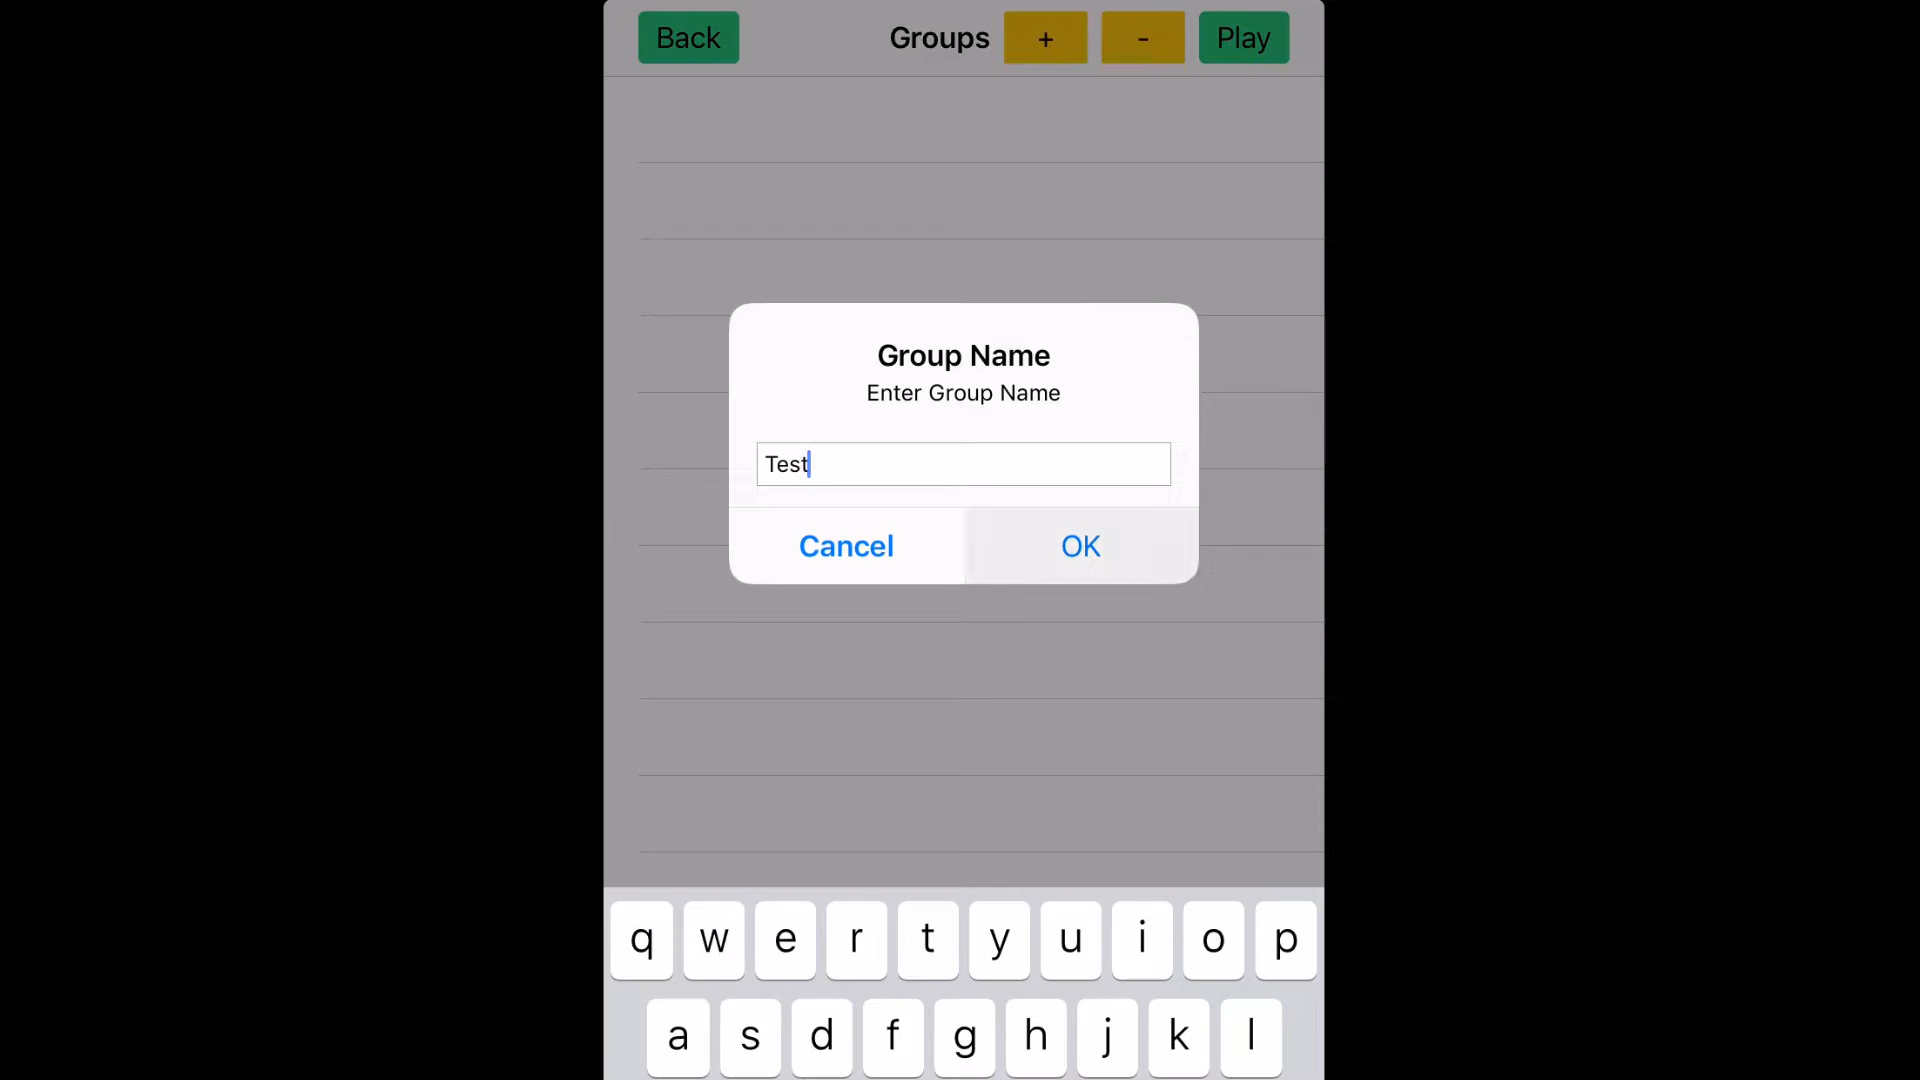 Back Groups + - Play
Group Name
Enter Group Name
Test
Cancel OK
q w e r t y u i o p
a s d f g h j k l